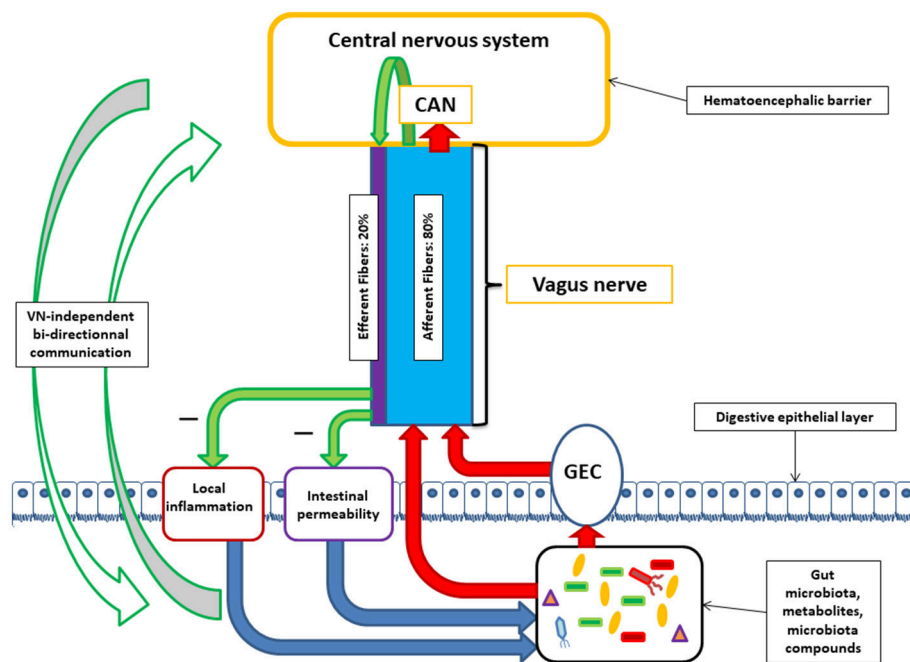 Central nervous system
CAN
Hematoencephalic barrier
Efferent Fibers: 20%
Afferent Fibers: 80%
Vagus nerve
VN-independent
bi-directionnal
communication
–
–
Digestive epithelial layer
GEC
Local
inflammation
Intestinal
permeability
Gut
microbiota,
metabolites,
microbiota
compounds